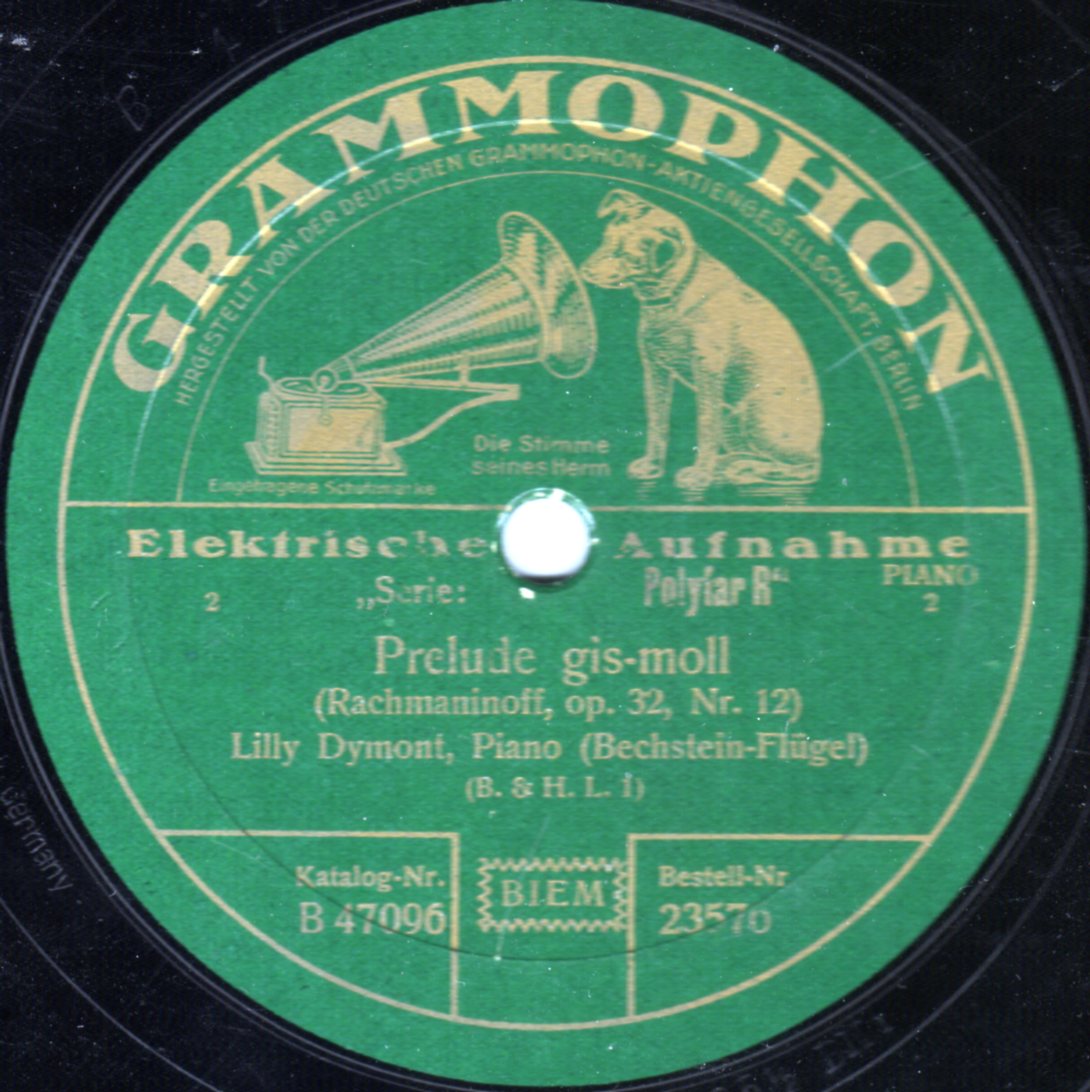 GRAMMOPHON
HERGESTELLT VON DER DEUTSCHEN GRAMMOPHON-AKTIENGESELLSCHAFT, BERLIN
Die Stimme
seines Herrn
Eingetragene Schutzmarke
Elektrische Aufnahme
PIANO
2 „Serie: Polyfar R“ 2
Prelude gis-moll
(Rachmaninoff, op. 32, Nr. 12)
Lilly Dymont, Piano (Bechstein-Flügel)
(B. & H. L. 1)
Katalog-Nr.
B 47096
B.I.E.M
Bestell-Nr
23570
Germany